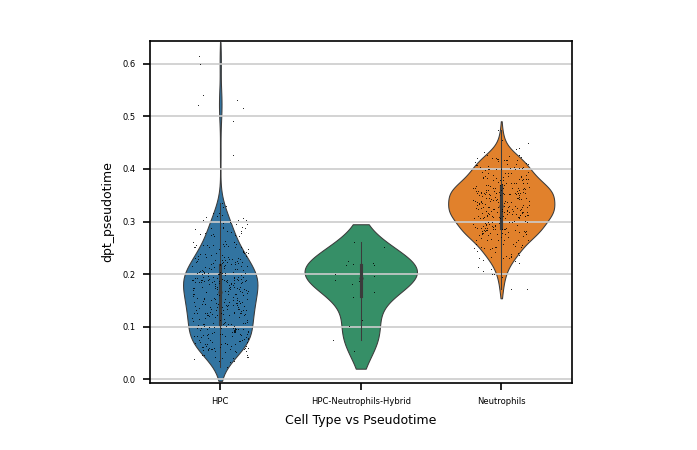 0.6
0.5
0.4
0.3
0.2
0.1
0.0
dpt_pseudotime
HPC
HPC-Neutrophils-Hybrid
Neutrophils
Cell Type vs Pseudotime